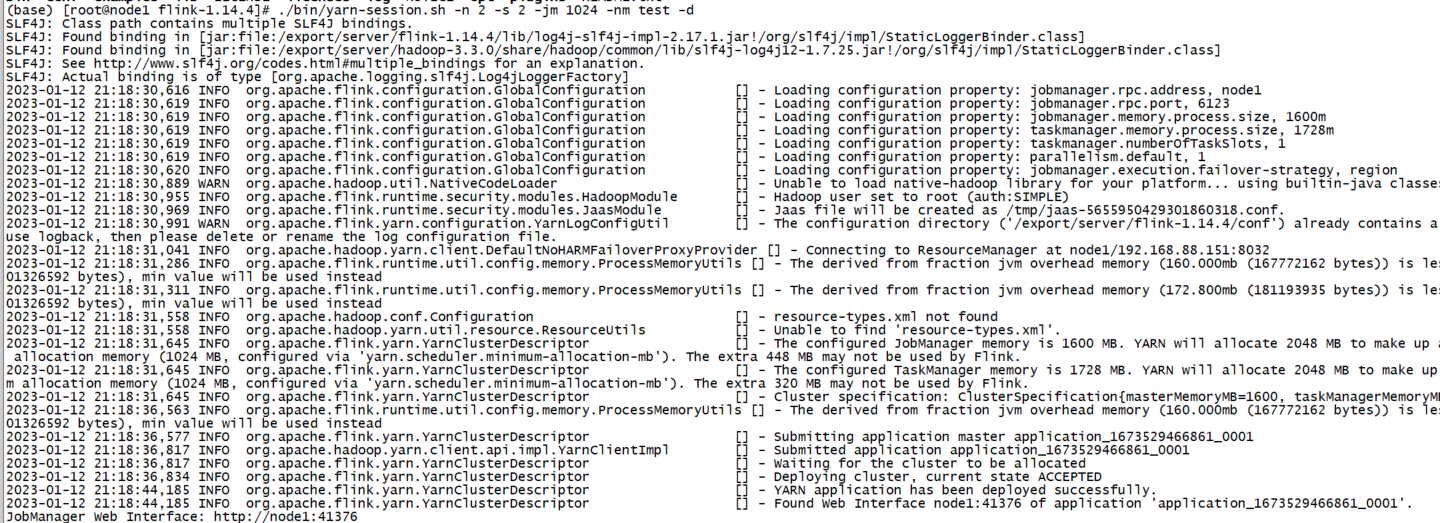 (base) [root@node1 flink-1.14.4]# ./bin/yarn-session.sh -n 2 -s 2 -jm 1024 -nm test -d
SLF4J: Class path contains multiple SLF4J bindings.
SLF4J: Found binding in [jar:file:/export/server/flink-1.14.4/lib/log4j-slf4j-impl-2.17.1.jar!/org/slf4j/impl/StaticLoggerBinder.class]
SLF4J: Found binding in [jar:file:/export/server/hadoop-3.3.0/share/hadoop/common/lib/slf4j-log4j12-1.7.25.jar!/org/slf4j/impl/StaticLoggerBinder.class]
SLF4J: See http://www.slf4j.org/codes.html#multiple_bindings for an explanation.
SLF4J: Actual binding is of type [org.apache.logging.slf4j.Log4jLoggerFactory]
2023-01-12 21:18:30,616 INFO  org.apache.flink.configuration.GlobalConfiguration [] - Loading configuration property: jobmanager.rpc.address, node1
2023-01-12 21:18:30,619 INFO  org.apache.flink.configuration.GlobalConfiguration [] - Loading configuration property: jobmanager.rpc.port, 6123
2023-01-12 21:18:30,619 INFO  org.apache.flink.configuration.GlobalConfiguration [] - Loading configuration property: jobmanager.memory.process.size, 1600m
2023-01-12 21:18:30,619 INFO  org.apache.flink.configuration.GlobalConfiguration [] - Loading configuration property: taskmanager.memory.process.size, 1728m
2023-01-12 21:18:30,619 INFO  org.apache.flink.configuration.GlobalConfiguration [] - Loading configuration property: taskmanager.numberOfTaskSlots, 1
2023-01-12 21:18:30,619 INFO  org.apache.flink.configuration.GlobalConfiguration [] - Loading configuration property: parallelism.default, 1
2023-01-12 21:18:30,620 INFO  org.apache.flink.configuration.GlobalConfiguration [] - Loading configuration property: jobmanager.execution.failover-strategy, region
2023-01-12 21:18:30,889 WARN  org.apache.hadoop.util.NativeCodeLoader [] - Unable to load native-hadoop library for your platform... using builtin-java classes
2023-01-12 21:18:30,955 INFO  org.apache.flink.runtime.security.modules.HadoopModule [] - Hadoop user set to root (auth:SIMPLE)
2023-01-12 21:18:30,969 INFO  org.apache.flink.runtime.security.modules.JaasModule [] - Jaas file will be created as /tmp/jaas-5655950429301860318.conf.
2023-01-12 21:18:30,991 WARN  org.apache.flink.yarn.configuration.YarnLogConfigUtil [] - The configuration directory ('/export/server/flink-1.14.4/conf') already contains a
use logback, then please delete or rename the log configuration file.
2023-01-12 21:18:31,041 INFO  org.apache.hadoop.yarn.client.DefaultNoHARMFailoverProxyProvider [] - Connecting to ResourceManager at node1/192.168.88.151:8032
2023-01-12 21:18:31,286 INFO  org.apache.flink.runtime.util.config.memory.ProcessMemoryUtils [] - The derived from fraction jvm overhead memory (160.000mb (167772162 bytes)) is les
01326592 bytes), min value will be used instead
2023-01-12 21:18:31,311 INFO  org.apache.flink.runtime.util.config.memory.ProcessMemoryUtils [] - The derived from fraction jvm overhead memory (172.800mb (181193935 bytes)) is les
01326592 bytes), min value will be used instead
2023-01-12 21:18:31,558 INFO  org.apache.hadoop.conf.Configuration [] - resource-types.xml not found
2023-01-12 21:18:31,558 INFO  org.apache.hadoop.yarn.util.resource.ResourceUtils [] - Unable to find 'resource-types.xml'.
2023-01-12 21:18:31,645 INFO  org.apache.flink.yarn.YarnClusterDescriptor [] - The configured JobManager memory is 1600 MB. YARN will allocate 2048 MB to make up a
allocation memory (1024 MB, configured via 'yarn.scheduler.minimum-allocation-mb'). The extra 448 MB may not be used by Flink.
2023-01-12 21:18:31,645 INFO  org.apache.flink.yarn.YarnClusterDescriptor [] - The configured TaskManager memory is 1728 MB. YARN will allocate 2048 MB to make up
m allocation memory (1024 MB, configured via 'yarn.scheduler.minimum-allocation-mb'). The extra 320 MB may not be used by Flink.
2023-01-12 21:18:31,645 INFO  org.apache.flink.yarn.YarnClusterDescriptor [] - Cluster specification: ClusterSpecification{masterMemoryMB=1600, taskManagerMemoryM
2023-01-12 21:18:36,563 INFO  org.apache.flink.runtime.util.config.memory.ProcessMemoryUtils [] - The derived from fraction jvm overhead memory (160.000mb (167772162 bytes)) is les
01326592 bytes), min value will be used instead
2023-01-12 21:18:36,577 INFO  org.apache.flink.yarn.YarnClusterDescriptor [] - Submitting application master application_1673529466861_0001
2023-01-12 21:18:36,817 INFO  org.apache.hadoop.yarn.client.api.impl.YarnClientImpl [] - Submitted application application_1673529466861_0001
2023-01-12 21:18:36,817 INFO  org.apache.flink.yarn.YarnClusterDescriptor [] - Waiting for the cluster to be allocated
2023-01-12 21:18:36,834 INFO  org.apache.flink.yarn.YarnClusterDescriptor [] - Deploying cluster, current state ACCEPTED
2023-01-12 21:18:44,185 INFO  org.apache.flink.yarn.YarnClusterDescriptor [] - YARN application has been deployed successfully.
2023-01-12 21:18:44,185 INFO  org.apache.flink.yarn.YarnClusterDescriptor [] - Found Web Interface node1:41376 of application 'application_1673529466861_0001'.
JobManager Web Interface: http://node1:41376